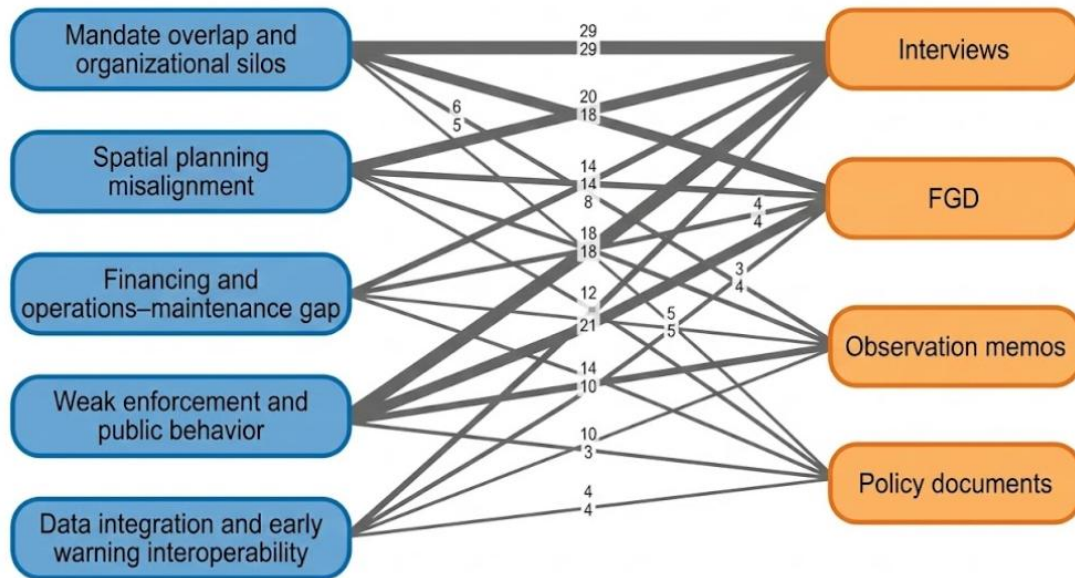 Mandate overlap and
organizational silos
Spatial planning
misalignment
Financing and
operations–maintenance gap
Weak enforcement and
public behavior
Data integration and early
warning interoperability
29
29
20
18
6
5
14
14
8
4
4
18
18
3
4
12
21
5
5
14
10
10
3
4
4
Interviews
FGD
Observation memos
Policy documents